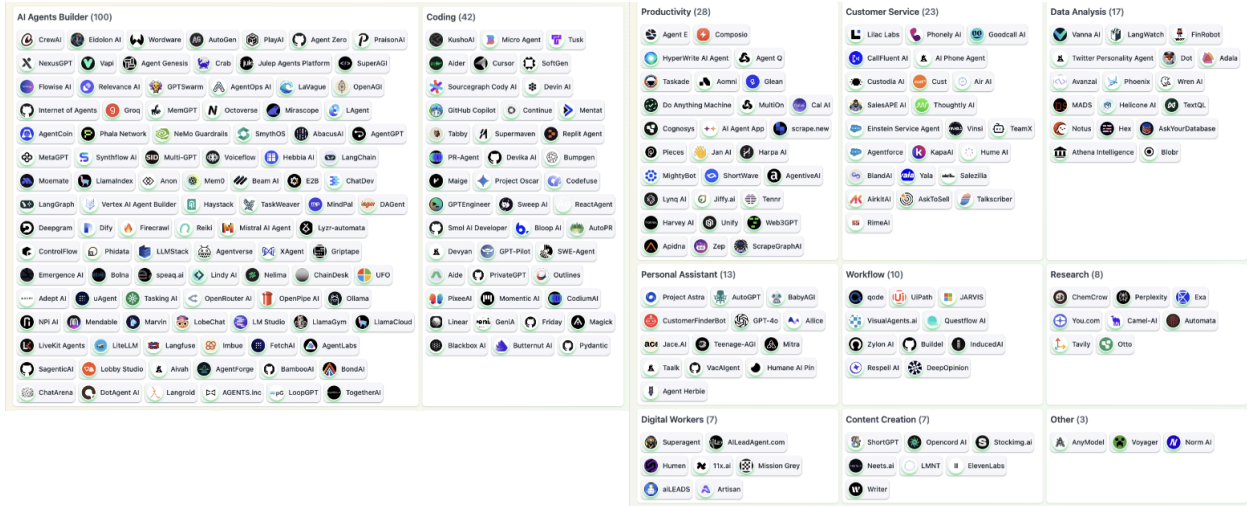 AI Agents Builder (100)
CrewAI Eidolon AI Wordware AutoGen PlayAI Agent Zero PraisonAI
NexusGPT Vapi Agent Genesis Crab Julep Agents Platform SuperAGI
Flowise AI Relevance AI GPTSwarm AgentOps AI LaVague OpenAGI
Internet of Agents Groq MemGPT Octoverse Mirascope LAgent
AgentCoin Phala Network NeMo Guardrails SmythOS AbacusAI AgentGPT
MetaGPT Synthflow AI Multi-GPT Voiceflow Hebbia AI LangChain
Moemate LlamaIndex Anon Mem0 Beam AI E2B ChatDev
LangGraph Vertex AI Agent Builder Haystack TaskWeaver MindPal DAGent
Deepgram Dify Firecrawl Reiki Mistral AI Agent Lyzr-automata
ControlFlow Phidata LLMStack Agentverse XAgent Griptape
Emergence AI Bolna speaq.ai Lindy AI Nelima ChainDesk UFO
Adept AI uAgent Tasking AI OpenRouter AI OpenPipe AI Ollama
NPI AI Mendable Marvin LobeChat LM Studio LlamaGym LlamaCloud
LiveKit Agents LiteLLM Langfuse Imbue FetchAI AgentLabs
SagenticAI Lobby Studio Aivah AgentForge BambooAI BondAI
ChatArena DotAgent AI Langroid AGENTS.inc LoopGPT TogetherAI
Coding (42)
KushoAI Micro Agent Tusk
Aider Cursor SoftGen
Sourcegraph Cody AI Devin AI
GitHub Copilot Continue Mentat
Tabby Supermaven Replit Agent
PR-Agent Devika AI Bumpgen
Maige Project Oscar Codefuse
GPTEngineer Sweep AI ReactAgent
Smol AI Developer Bloop AI AutoPR
Devyan GPT-Pilot SWE-Agent
Aide PrivateGPT Outlines
PixeeAI Momentic AI CodiumAI
Linear GeniA Friday Magick
Blackbox AI Butternut AI Pydantic
Productivity (28)
Agent E Composio
HyperWrite AI Agent Q
Taskade Aomni Glean
Do Anything Machine MultiOn Cal AI
Cognosys AI Agent App scrape.new
Pieces Jan AI Harpa AI
MightyBot ShortWave AgentiveAI
Lynq AI Jiffy.ai Tennr
Harvey AI Unify Web3GPT
Apidna Zep ScrapeGraphAI
Customer Service (23)
Lilac Labs Phonely AI Goodcall AI
CallFluent AI AI Phone Agent
Custodia AI Cust Air AI
SalesAPE AI Thoughtly AI
Einstein Service Agent Vinsi TeamX
Agentforce KapaAI Hume AI
BlandAI Yala Salezilla
AirkitAI AskToSell Talkscriber
RimeAI
Data Analysis (17)
Vanna AI LangWatch FinRobot
Twitter Personality Agent Dot Adala
Avanzai Phoenix Wren AI
MADS Helicone AI TextQL
Notus Hex AskYourDatabase
Athena Intelligence Blobr
Personal Assistant (13)
Project Astra AutoGPT BabyAGI
CustomerFinderBot GPT-4o Allice
Jace.AI Teenage-AGI Mitra
Taalk VacAIgent Humane AI Pin
Agent Herbie
Workflow (10)
qode UiPath JARVIS
VisualAgents.ai Questflow AI
Zylon AI Buildel InducedAI
Respell AI DeepOpinion
Research (8)
ChemCrow Perplexity Exa
You.com Camel-AI Automata
Tavily Otto
Digital Workers (7)
Superagent AiLeadAgent.com
Humen 11x.ai Mission Grey
aiLEADS Artisan
Content Creation (7)
ShortGPT Opencord AI Stockimg.ai
Neets.ai LMNT ElevenLabs
Writer
Other (3)
AnyModel Voyager Norm AI